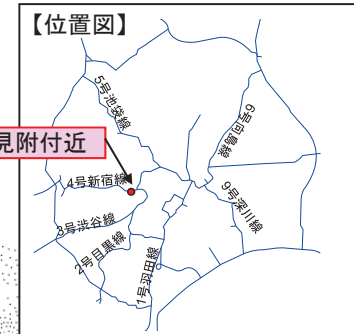 【位置図】
5号池袋線
6号向島線
見附付近
4号新宿線
9号深川線
3号渋谷線
2号目黒線
1号羽田線